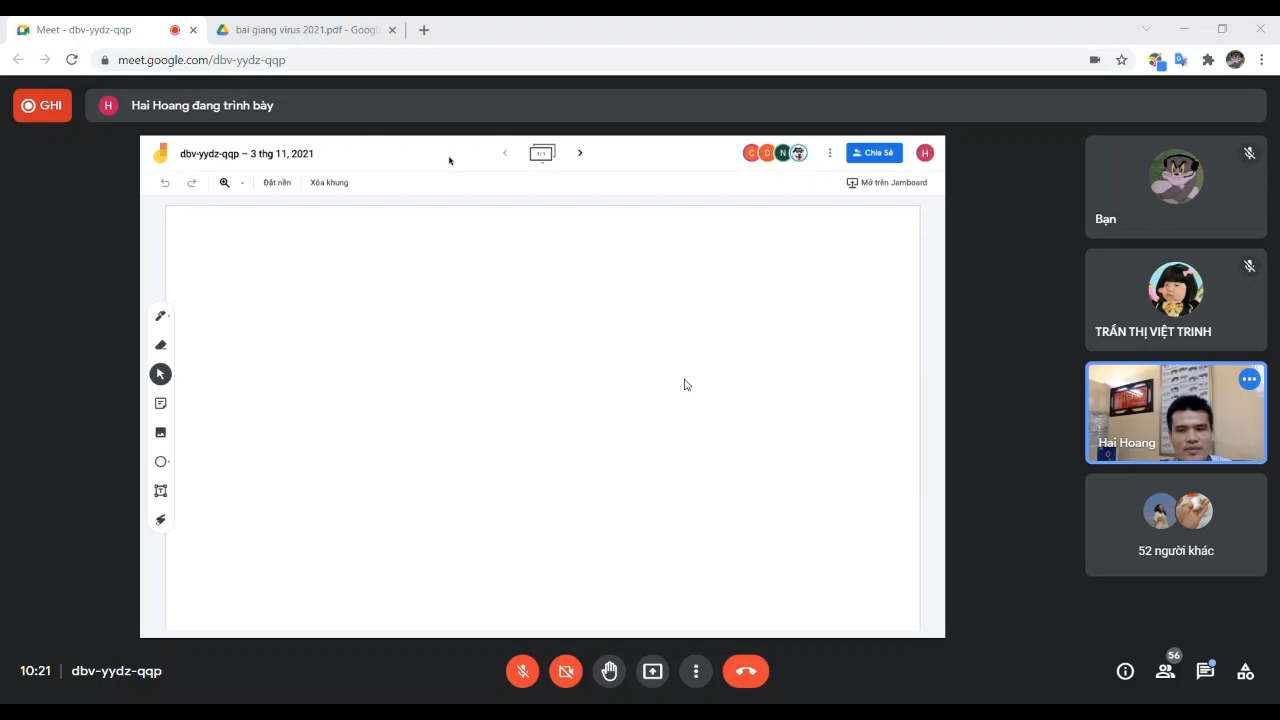 Meet - dbv-yydz-qqp
bai giang virus 2021.pdf - Googl
meet.google.com/dbv-yydz-qqp
GHI
H
Hai Hoang đang trình bày
dbv-yydz-qqp – 3 thg 11, 2021
1/1
C
D
N
Chia Sẻ
H
Đặt nền
Xóa khung
Mở trên Jamboard
Bạn
TRẦN THỊ VIỆT TRINH
Hai Hoang
52 người khác
10:21
dbv-yydz-qqp
56